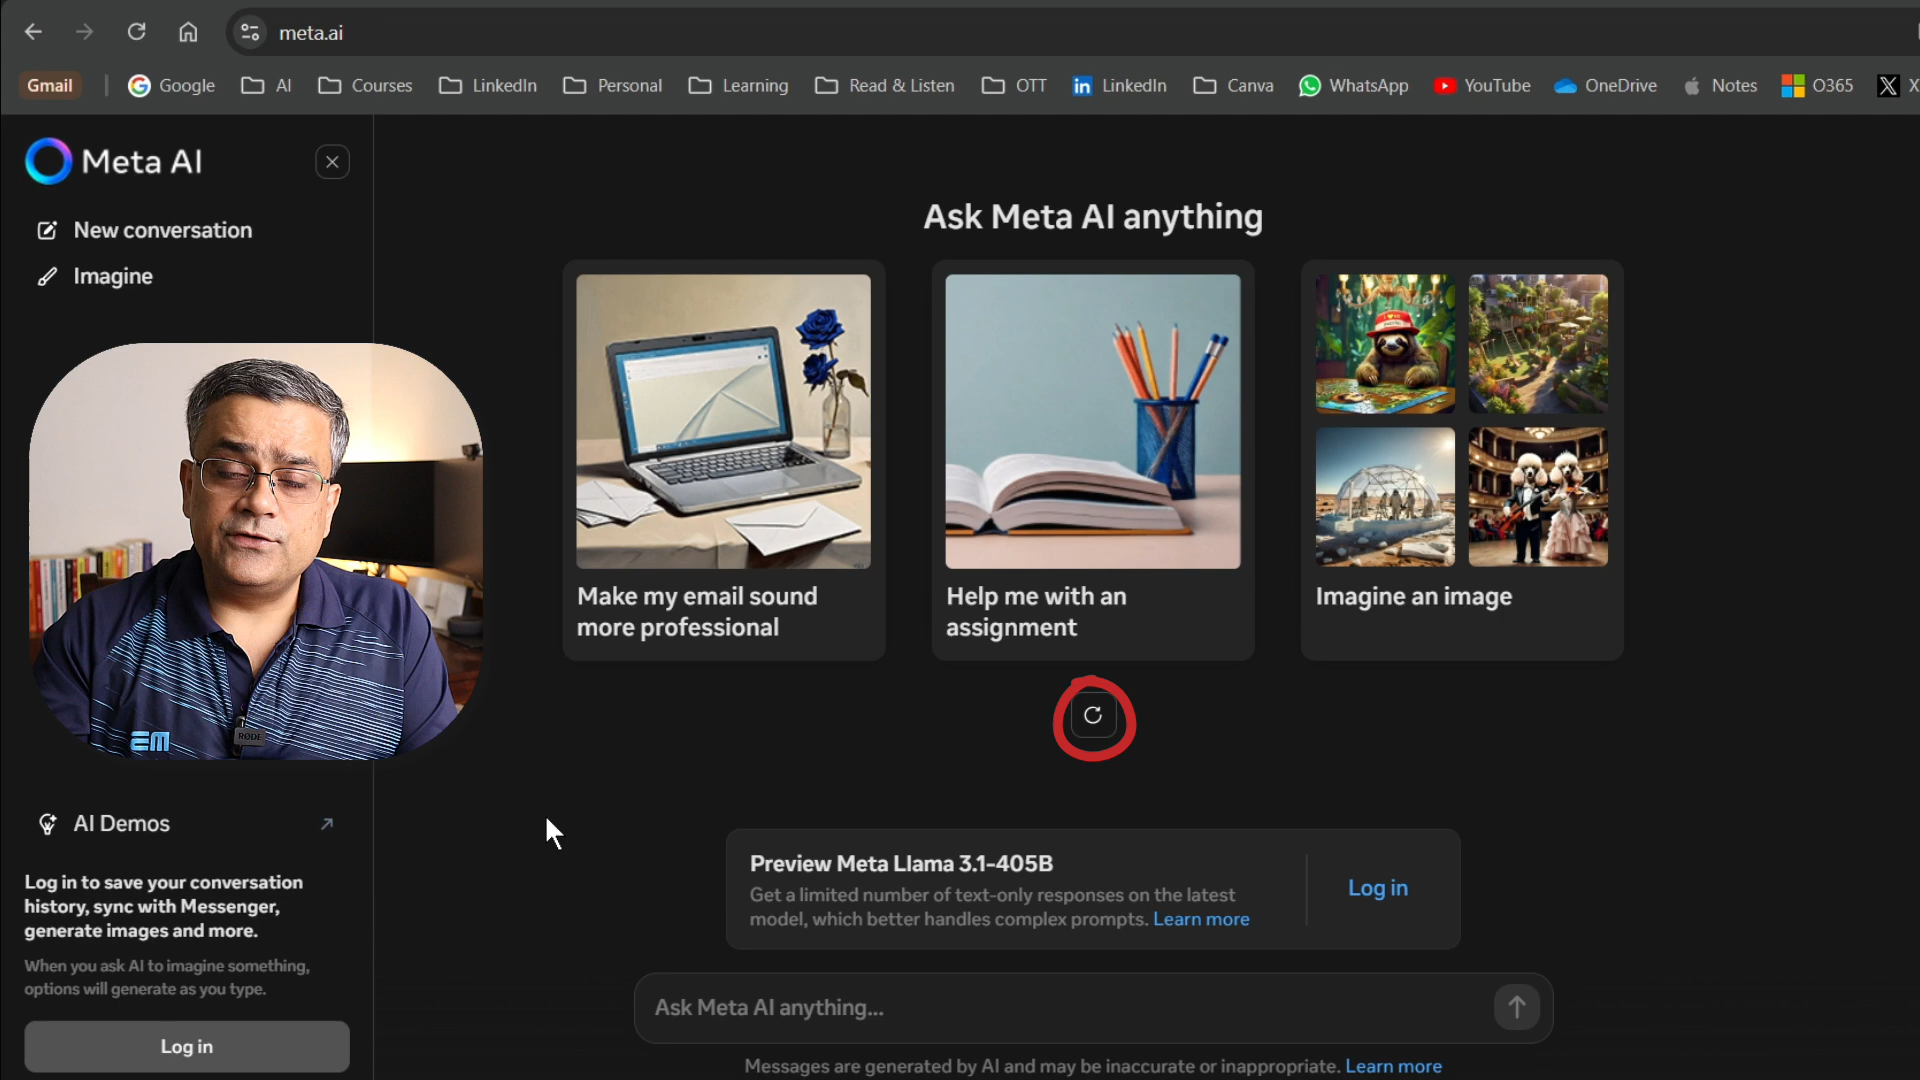 meta.ai
Gmail Google AI Courses LinkedIn Personal Learning Read & Listen OTT LinkedIn Canva WhatsApp YouTube OneDrive Notes O365 X
Meta AI
New conversation
Imagine
Ask Meta AI anything
Make my email sound
more professional
Help me with an
assignment
Imagine an image
EM
RØDE
AI Demos
Log in to save your conversation
history, sync with Messenger,
generate images and more.
When you ask AI to imagine something,
options will generate as you type.
Log in
Preview Meta Llama 3.1-405B
Get a limited number of text-only responses on the latest
model, which better handles complex prompts. Learn more
Log in
Ask Meta AI anything...
Messages are generated by AI and may be inaccurate or inappropriate. Learn more